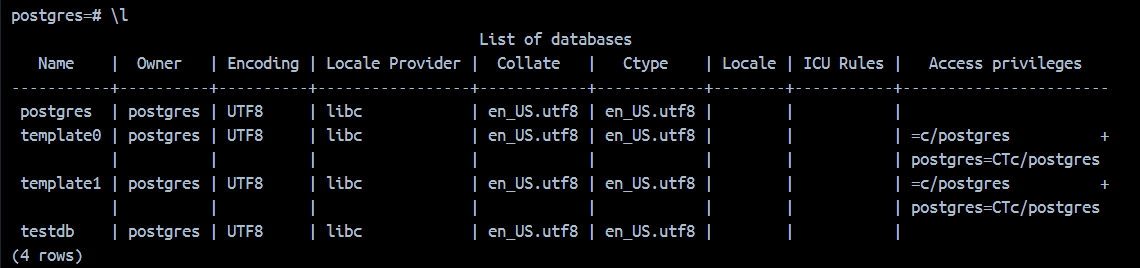 postgres=# \l
                                                   List of databases
   Name    |  Owner   | Encoding | Locale Provider |  Collate   |   Ctype    | Locale | ICU Rules |   Access privileges
-----------+----------+----------+-----------------+------------+------------+--------+-----------+-----------------------
 postgres  | postgres | UTF8     | libc            | en_US.utf8 | en_US.utf8 |        |           |
 template0 | postgres | UTF8     | libc            | en_US.utf8 | en_US.utf8 |        |           | =c/postgres          +
           |          |          |                 |            |            |        |           | postgres=CTc/postgres
 template1 | postgres | UTF8     | libc            | en_US.utf8 | en_US.utf8 |        |           | =c/postgres          +
           |          |          |                 |            |            |        |           | postgres=CTc/postgres
 testdb    | postgres | UTF8     | libc            | en_US.utf8 | en_US.utf8 |        |           |
(4 rows)